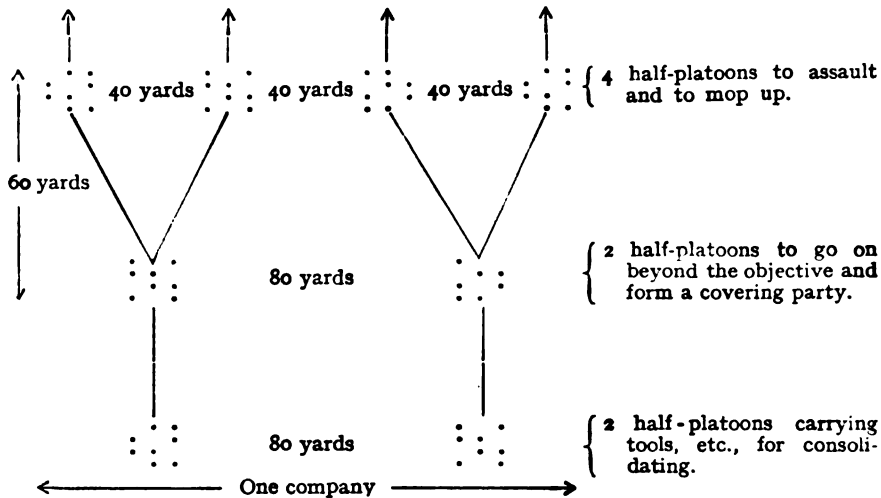 40 yards 40 yards 40 yards
4 half-platoons to assault
and to mop up.
60 yards
80 yards
2 half-platoons to go on
beyond the objective and
form a covering party.
80 yards
2 half-platoons carrying
tools, etc., for consoli-
dating.
One company